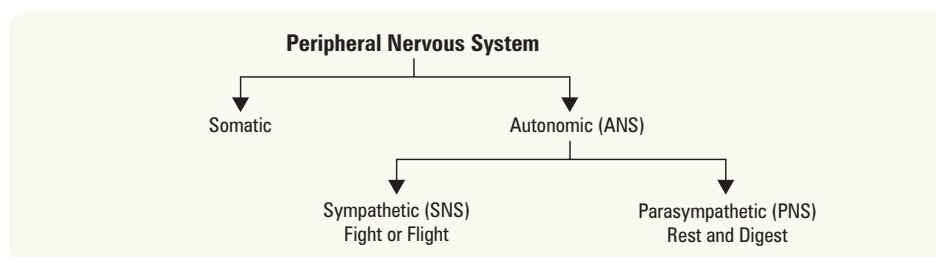 Peripheral Nervous System
Somatic
Autonomic (ANS)
Sympathetic (SNS)
Fight or Flight
Parasympathetic (PNS)
Rest and Digest